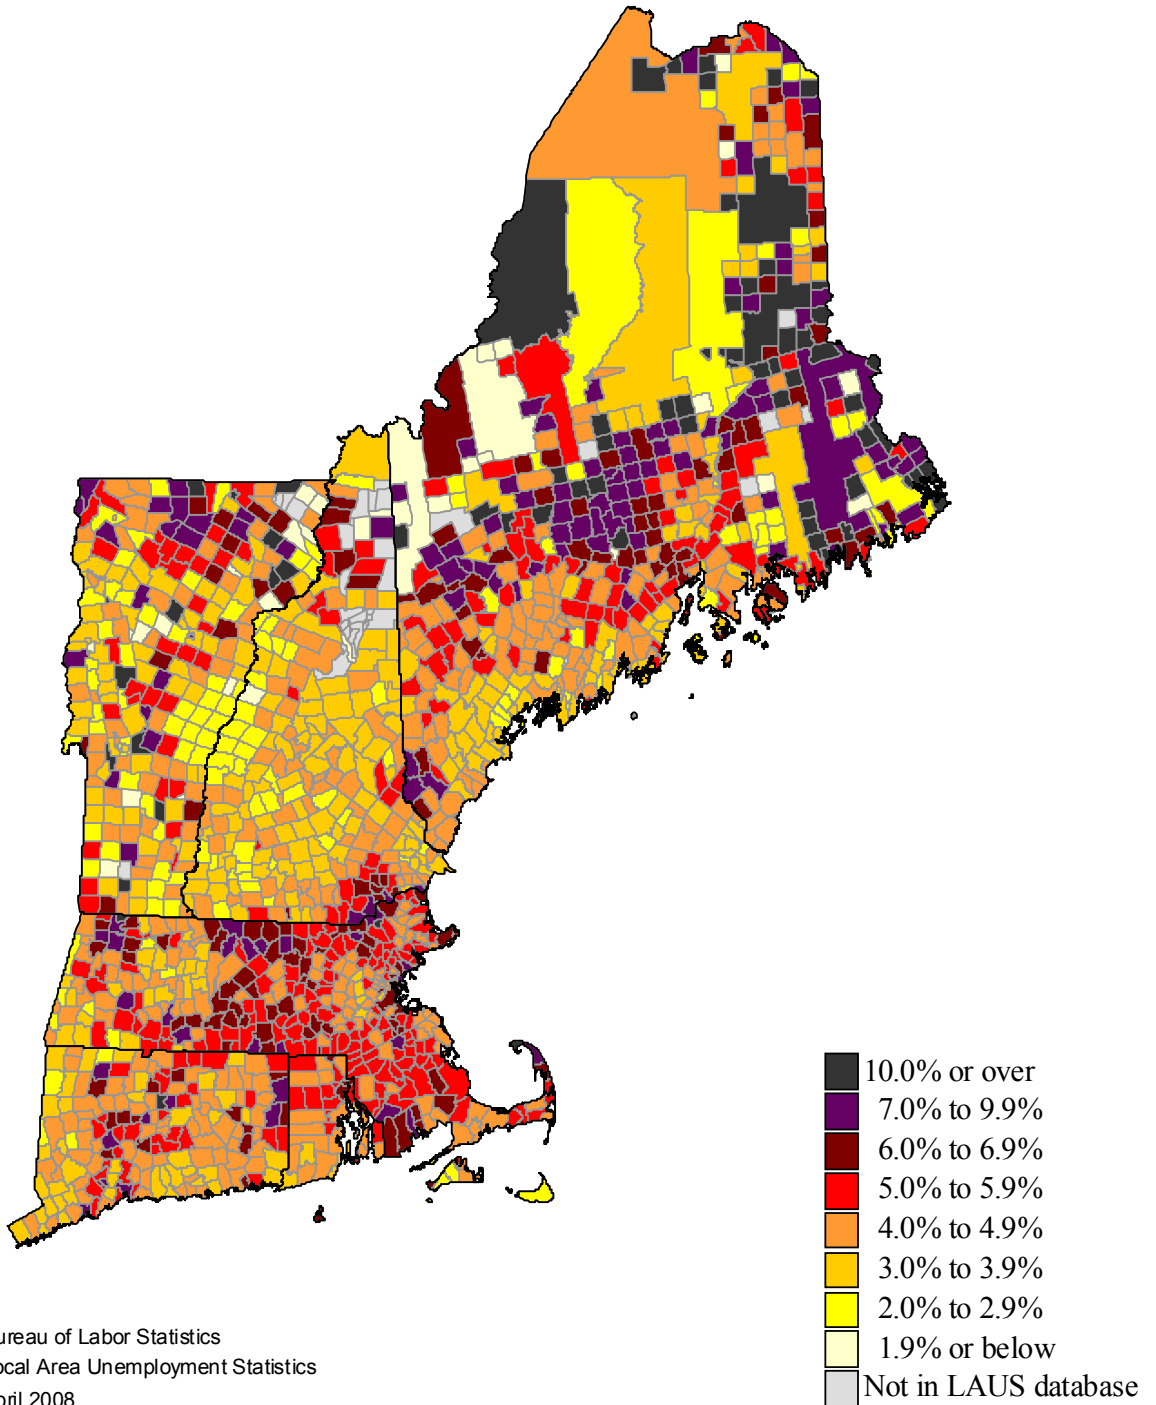 10.0% or over
7.0% to 9.9%
6.0% to 6.9%
5.0% to 5.9%
4.0% to 4.9%
3.0% to 3.9%
2.0% to 2.9%
1.9% or below
Not in LAUS database
ureau of Labor Statistics
ocal Area Unemployment Statistics
pril 2008